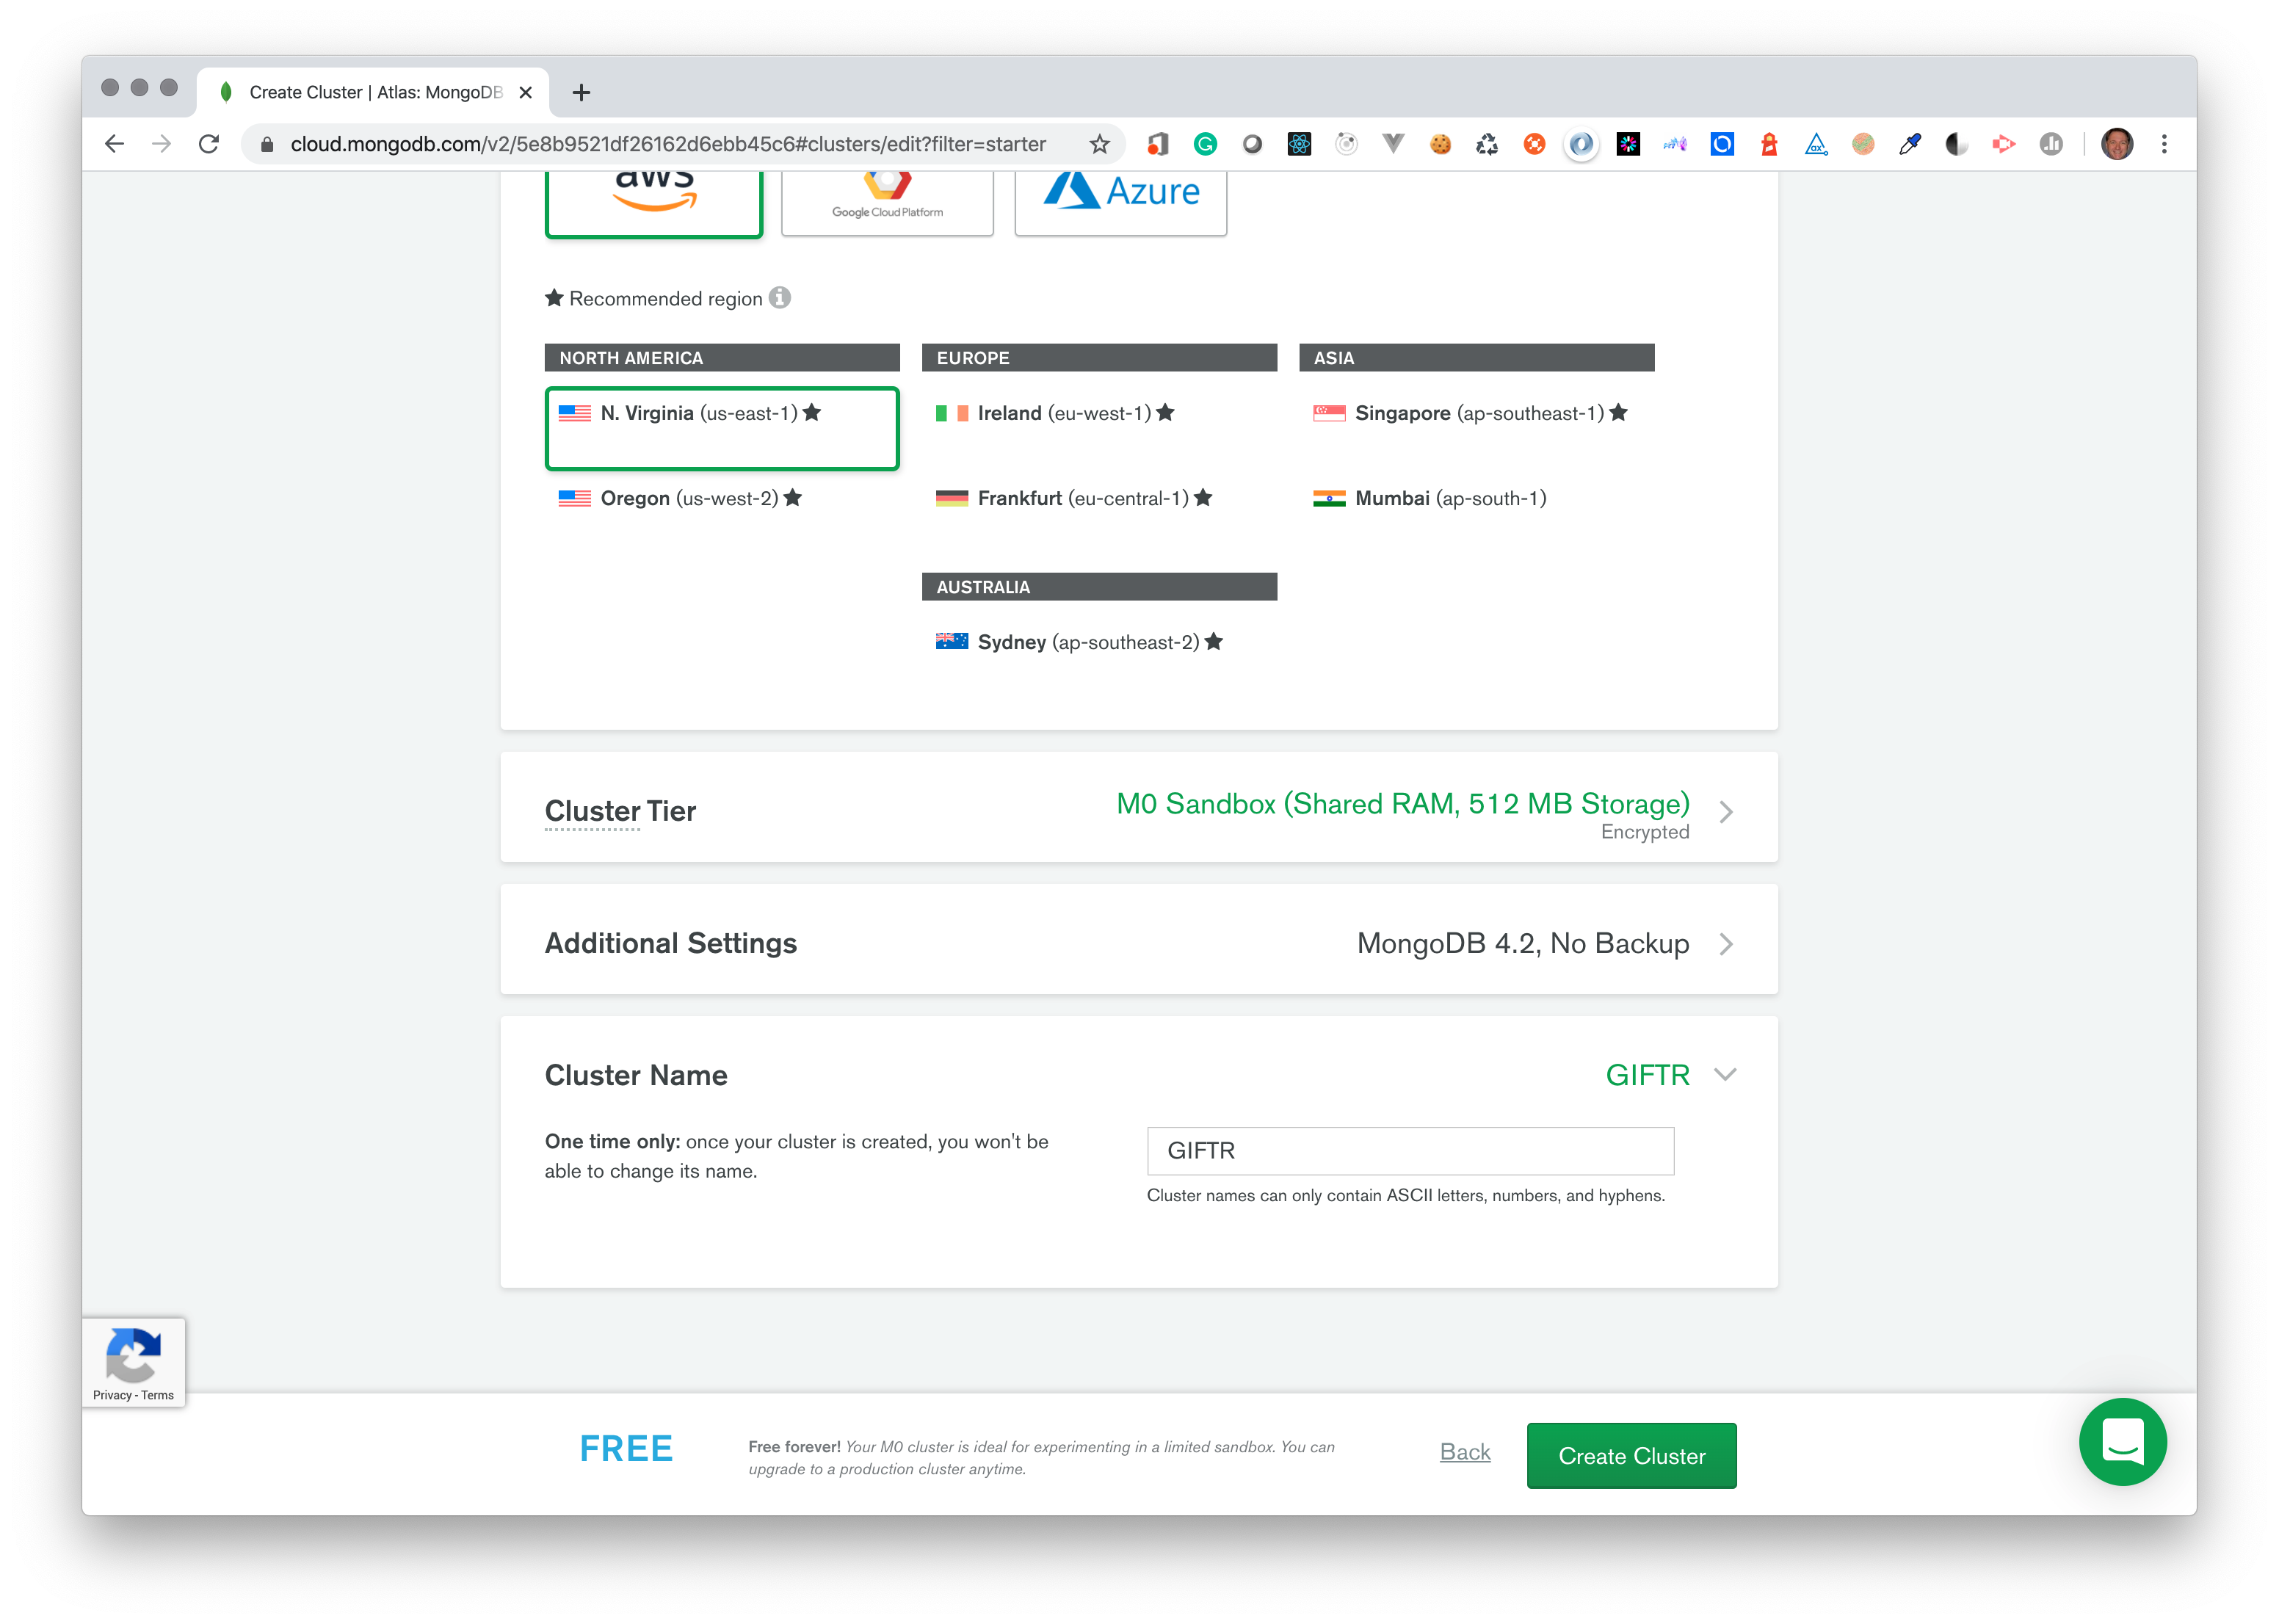 Create Cluster | Atlas: MongoDB
cloud.mongodb.com/v2/5e8b9521df26162d6ebb45c6#clusters/edit?filter=starter
aws
Google Cloud Platform
Azure
Recommended region
NORTH AMERICA
N. Virginia (us-east-1)
Oregon (us-west-2)
EUROPE
Ireland (eu-west-1)
Frankfurt (eu-central-1)
ASIA
Singapore (ap-southeast-1)
Mumbai (ap-south-1)
AUSTRALIA
Sydney (ap-southeast-2)
Cluster Tier
M0 Sandbox (Shared RAM, 512 MB Storage)
Encrypted
Additional Settings
MongoDB 4.2, No Backup
Cluster Name
GIFTR
One time only: once your cluster is created, you won't be
able to change its name.
GIFTR
Cluster names can only contain ASCII letters, numbers, and hyphens.
Privacy - Terms
FREE
Free forever! Your M0 cluster is ideal for experimenting in a limited sandbox. You can
upgrade to a production cluster anytime.
Back
Create Cluster